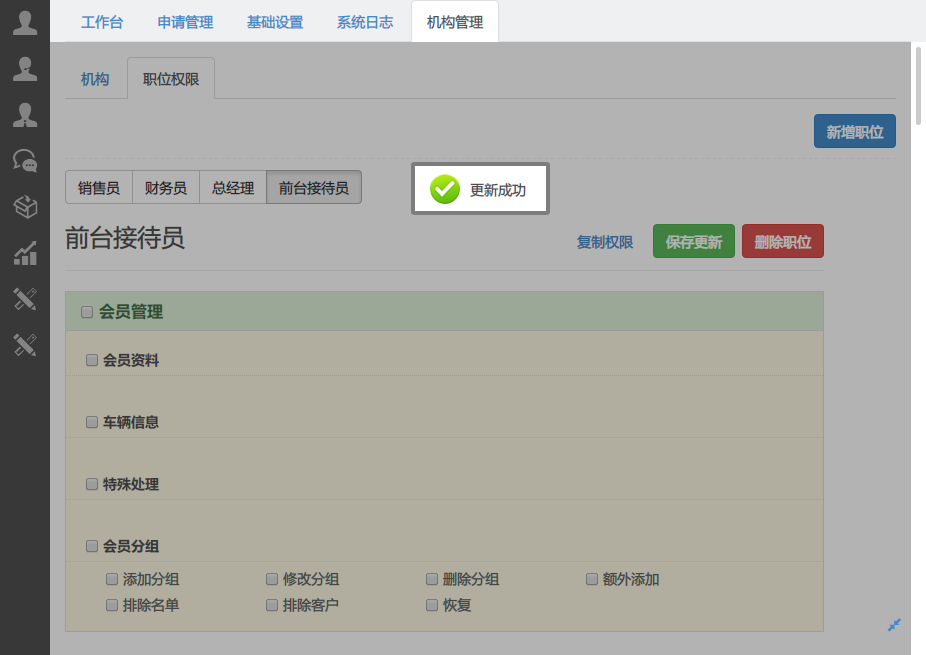 工作台 申请管理 基础设置 系统日志 机构管理
机构 职位权限
新增职位
销售员 财务员 总经理 前台接待员
更新成功
前台接待员 复制权限 保存更新 删除职位
会员管理
会员资料
车辆信息
特殊处理
会员分组
添加分组 修改分组 删除分组 额外添加
排除名单 排除客户 恢复